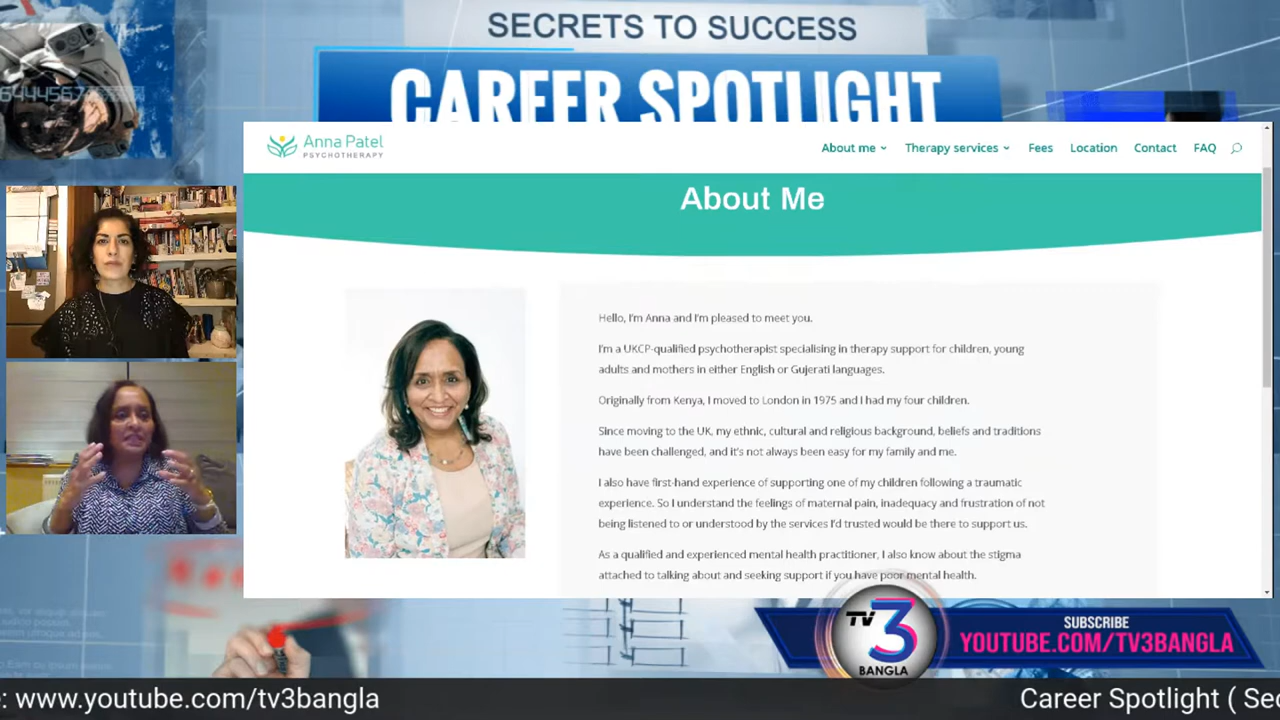 SECRETS TO SUCCESS
CAREER SPOTLIGHT
6444567
Anna Patel
PSYCHOTHERAPY
About me
Therapy services
Fees
Location
Contact
FAQ
About Me
Hello, I'm Anna and I'm pleased to meet you.
I'm a UKCP-qualified psychotherapist specialising in therapy support for children, young
adults and mothers in either English or Gujerati languages.
Originally from Kenya, I moved to London in 1975 and I had my four children.
Since moving to the UK, my ethnic, cultural and religious background, beliefs and traditions
have been challenged, and it's not always been easy for my family and me.
I also have first-hand experience of supporting one of my children following a traumatic
experience. So I understand the feelings of maternal pain, inadequacy and frustration of not
being listened to or understood by the services I'd trusted would be there to support us.
As a qualified and experienced mental health practitioner, I also know about the stigma
attached to talking about and seeking support if you have poor mental health.
TV3
BANGLA
SUBSCRIBE
YOUTUBE.COM/TV3BANGLA
: www.youtube.com/tv3bangla
Career Spotlight ( Sec